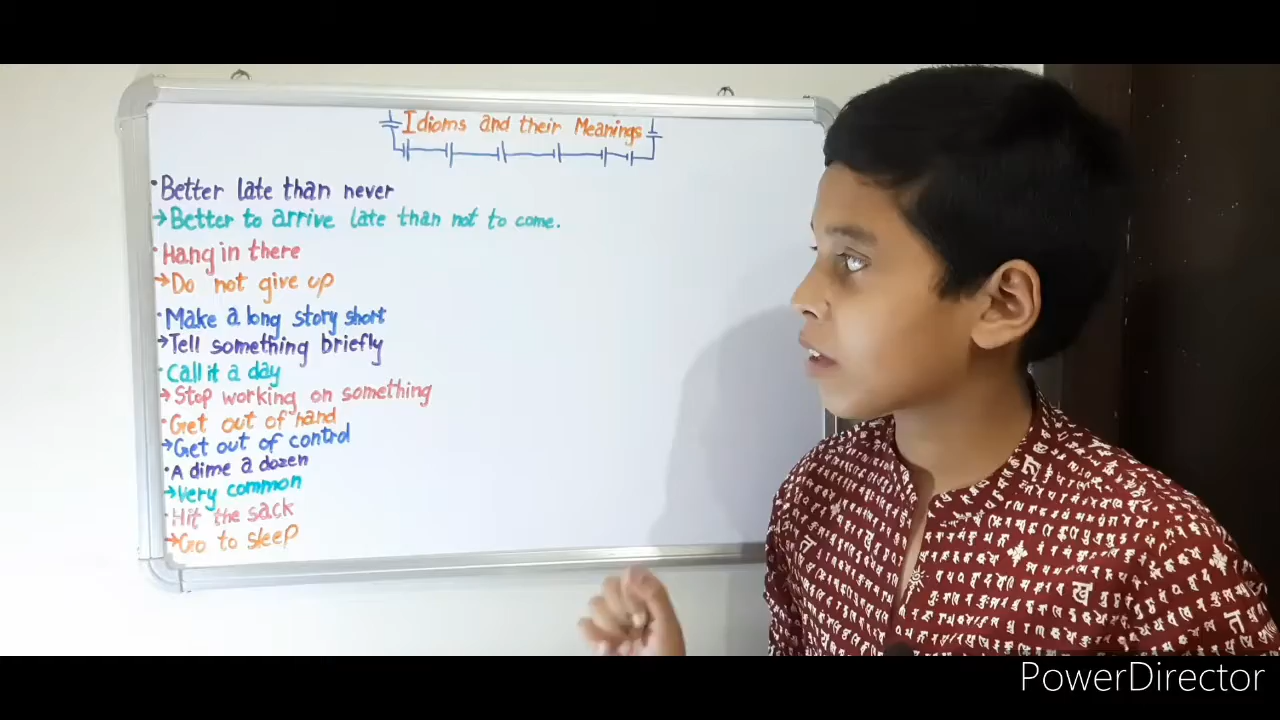 Idioms and their Meanings
• Better late than never
→ Better to arrive late than not to come.
• Hang in there
→ Do not give up
• Make a long story short
→ Tell something briefly
• Call it a day
→ Stop working on something
• Get out of hand
→ Get out of control
• A dime a dozen
→ Very common
• Hit the sack
→ Go to sleep
PowerDirector